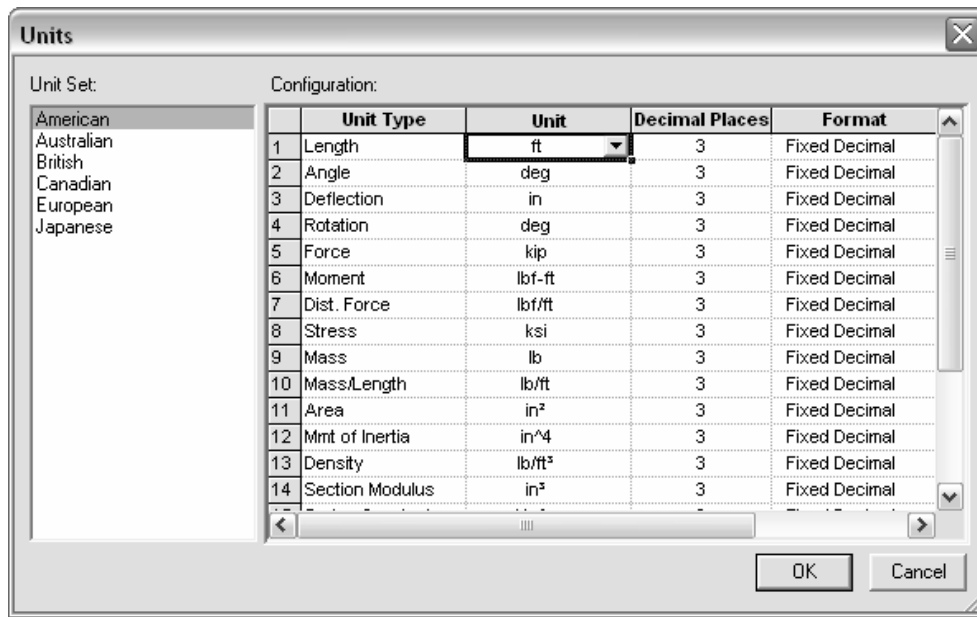 Units
Unit Set:
American
Australian
British
Canadian
European
Japanese
Configuration:
Unit Type Unit Decimal Places Format
1 Length ft 3 Fixed Decimal
2 Angle deg 3 Fixed Decimal
3 Deflection in 3 Fixed Decimal
4 Rotation deg 3 Fixed Decimal
5 Force kip 3 Fixed Decimal
6 Moment lbf-ft 3 Fixed Decimal
7 Dist. Force lbf/ft 3 Fixed Decimal
8 Stress ksi 3 Fixed Decimal
9 Mass lb 3 Fixed Decimal
10 Mass/Length lb/ft 3 Fixed Decimal
11 Area in² 3 Fixed Decimal
12 Mmt of Inertia in^4 3 Fixed Decimal
13 Density lb/ft³ 3 Fixed Decimal
14 Section Modulus in³ 3 Fixed Decimal
OK Cancel